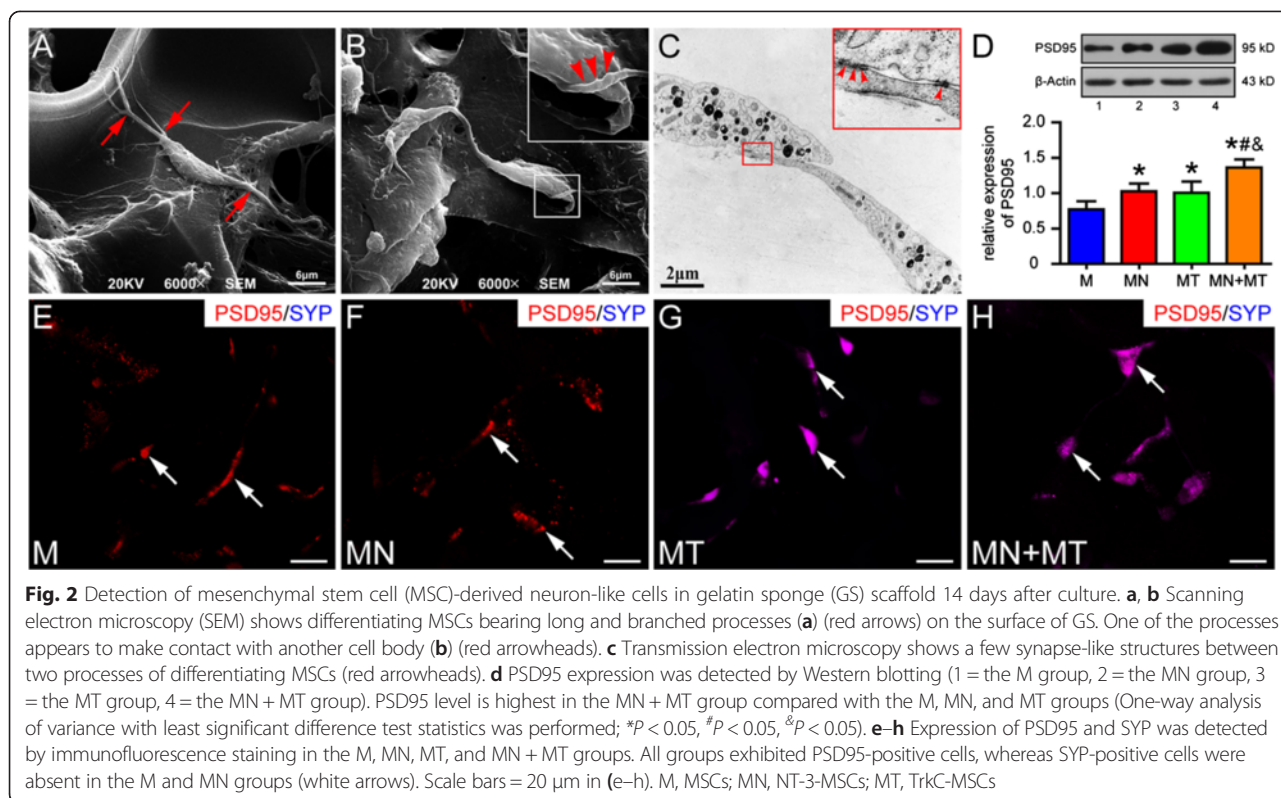 A
20KV 6000× SEM 6μm
B
20KV 6000× SEM 6μm
C
2μm
D
PSD95 95 kD
β-Actin 43 kD
1 2 3 4
relative expression
of PSD95
2.0
1.5
1.0
0.5
0
* * *#&
M MN MT MN+MT
E PSD95/SYP
M
F PSD95/SYP
MN
G PSD95/SYP
MT
H PSD95/SYP
MN+MT
Fig. 2 Detection of mesenchymal stem cell (MSC)-derived neuron-like cells in gelatin sponge (GS) scaffold 14 days after culture. a, b Scanning
electron microscopy (SEM) shows differentiating MSCs bearing long and branched processes (a) (red arrows) on the surface of GS. One of the processes
appears to make contact with another cell body (b) (red arrowheads). c Transmission electron microscopy shows a few synapse-like structures between
two processes of differentiating MSCs (red arrowheads). d PSD95 expression was detected by Western blotting (1 = the M group, 2 = the MN group, 3
= the MT group, 4 = the MN + MT group). PSD95 level is highest in the MN + MT group compared with the M, MN, and MT groups (One-way analysis
of variance with least significant difference test statistics was performed; *P < 0.05, #P < 0.05, &P < 0.05). e–h Expression of PSD95 and SYP was detected
by immunofluorescence staining in the M, MN, MT, and MN + MT groups. All groups exhibited PSD95-positive cells, whereas SYP-positive cells were
absent in the M and MN groups (white arrows). Scale bars = 20 μm in (e–h). M, MSCs; MN, NT-3-MSCs; MT, TrkC-MSCs